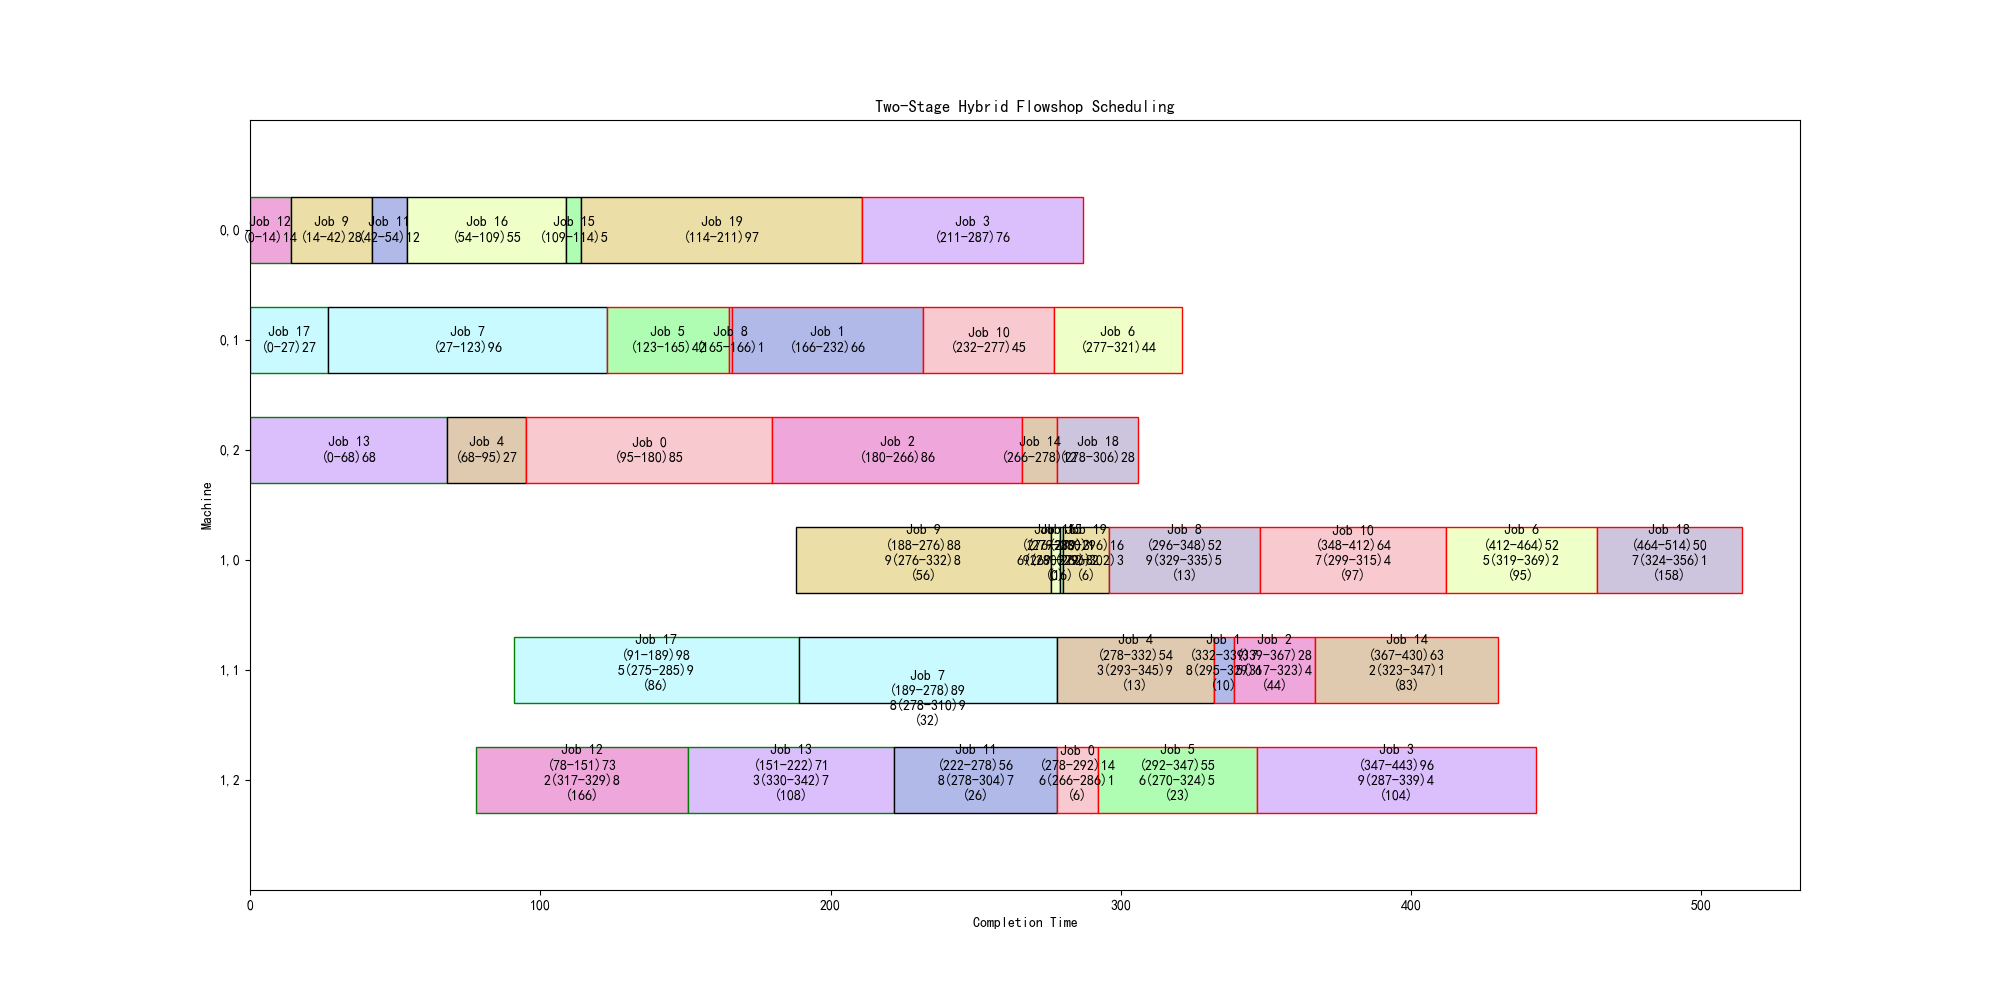 Two-Stage Hybrid Flowshop Scheduling
Machine
0,0
Job 12
(0-14)14
Job 9
(14-42)28
Job 11
(42-54)12
Job 16
(54-109)55
Job 15
(109-114)5
Job 19
(114-211)97
Job 3
(211-287)76
0,1
Job 17
(0-27)27
Job 7
(27-123)96
Job 5
(123-165)42
Job 8
(165-166)1
Job 1
(166-232)66
Job 10
(232-277)45
Job 6
(277-321)44
0,2
Job 13
(0-68)68
Job 4
(68-95)27
Job 0
(95-180)85
Job 2
(180-266)86
Job 14
(266-278)12
Job 18
(278-306)28
1,0
Job 9
(188-276)88
9(276-332)8
(56)
Job 19
(6)
Job 8
(296-348)52
9(329-335)5
(13)
Job 10
(348-412)64
7(299-315)4
(97)
Job 6
(412-464)52
5(319-369)2
(95)
Job 18
(464-514)50
7(324-356)1
(158)
1,1
Job 17
(91-189)98
5(275-285)9
(86)
Job 7
(189-278)89
8(278-310)9
(32)
Job 4
(278-332)54
3(293-345)9
(13)
Job 1
(332-339)7
(10)
Job 2
(339-367)28
(44)
Job 14
(367-430)63
2(323-347)1
(83)
1,2
Job 12
(78-151)73
2(317-329)8
(166)
Job 13
(151-222)71
3(330-342)7
(108)
Job 11
(222-278)56
8(278-304)7
(26)
Job 0
(278-292)14
6(266-286)1
(6)
Job 5
(292-347)55
6(270-324)5
(23)
Job 3
(347-443)96
9(287-339)4
(104)
0
100
200
300
400
500
Completion Time